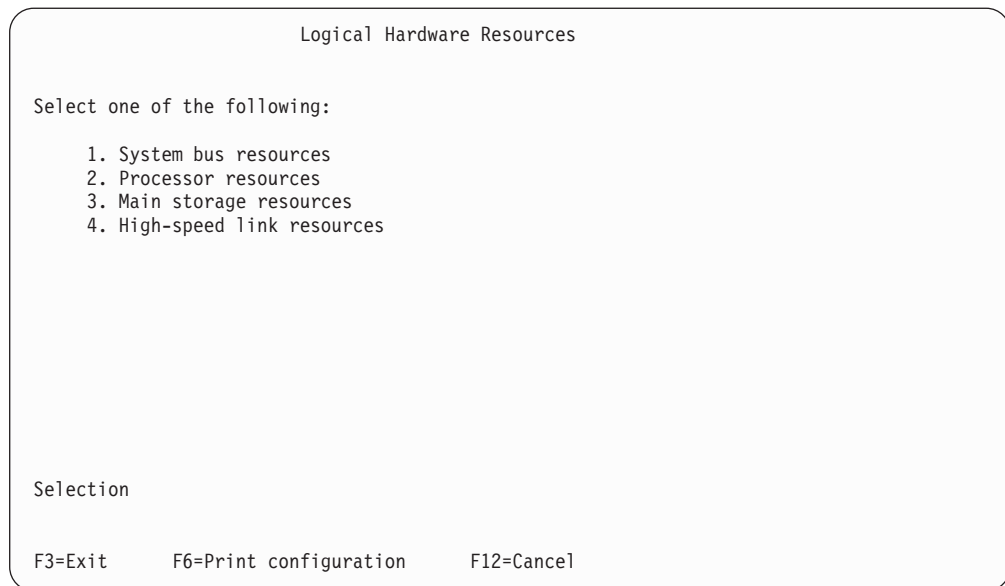 Logical Hardware Resources
Select one of the following:
1. System bus resources
2. Processor resources
3. Main storage resources
4. High-speed link resources
Selection
F3=Exit F6=Print configuration F12=Cancel